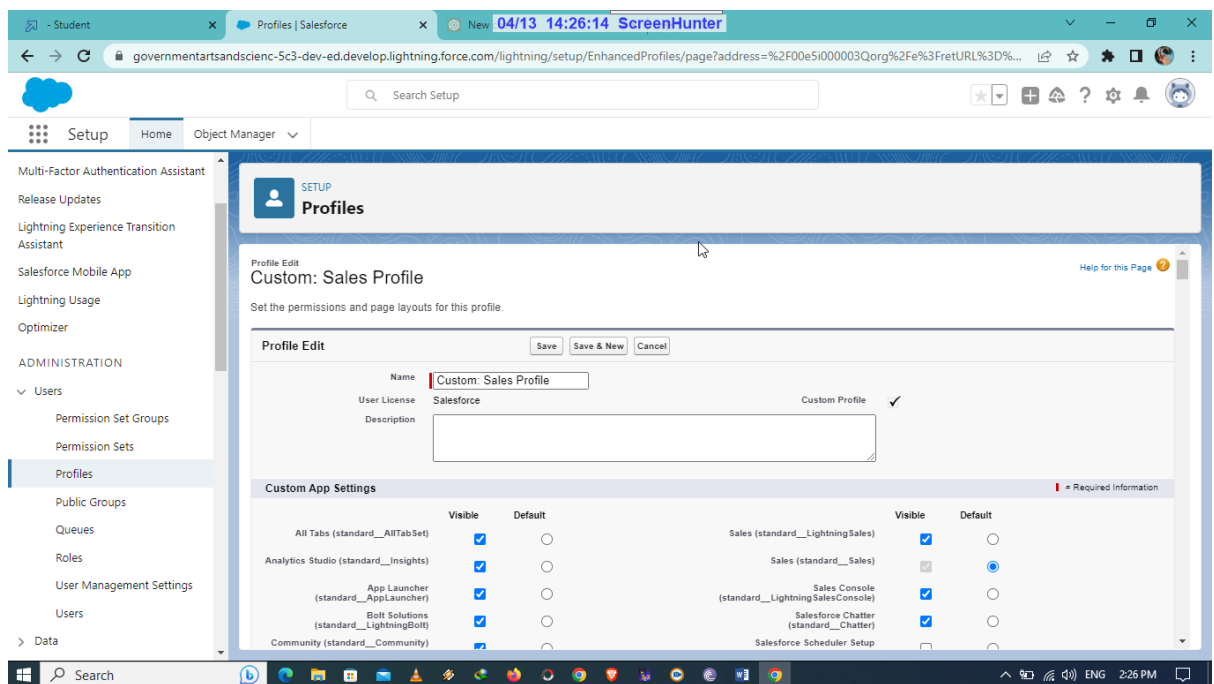 - Student
Profiles | Salesforce
New
04/13 14:26:14 ScreenHunter
governmentartsandscienc-5c3-dev-ed.develop.lightning.force.com/lightning/setup/EnhancedProfiles/page?address=%2F00e5i000003Qorg%2Fe%3FretURL%3D%...
Search Setup
Setup
Home
Object Manager
Multi-Factor Authentication Assistant
Release Updates
Lightning Experience Transition
Assistant
Salesforce Mobile App
Lightning Usage
Optimizer
ADMINISTRATION
Users
Permission Set Groups
Permission Sets
Profiles
Public Groups
Queues
Roles
User Management Settings
Users
Data
SETUP
Profiles
Profile Edit
Custom: Sales Profile
Help for this Page
Set the permissions and page layouts for this profile.
Profile Edit
Save
Save & New
Cancel
Name
Custom: Sales Profile
User License
Salesforce
Custom Profile
Description
Custom App Settings
= Required Information
Visible Default
Visible Default
All Tabs (standard__AllTabSet)
Sales (standard__LightningSales)
Analytics Studio (standard__Insights)
Sales (standard__Sales)
App Launcher
(standard__AppLauncher)
Sales Console
(standard__LightningSalesConsole)
Bolt Solutions
(standard__LightningBolt)
Salesforce Chatter
(standard__Chatter)
Community (standard__Community)
Salesforce Scheduler Setup
Search
ENG 2:26 PM